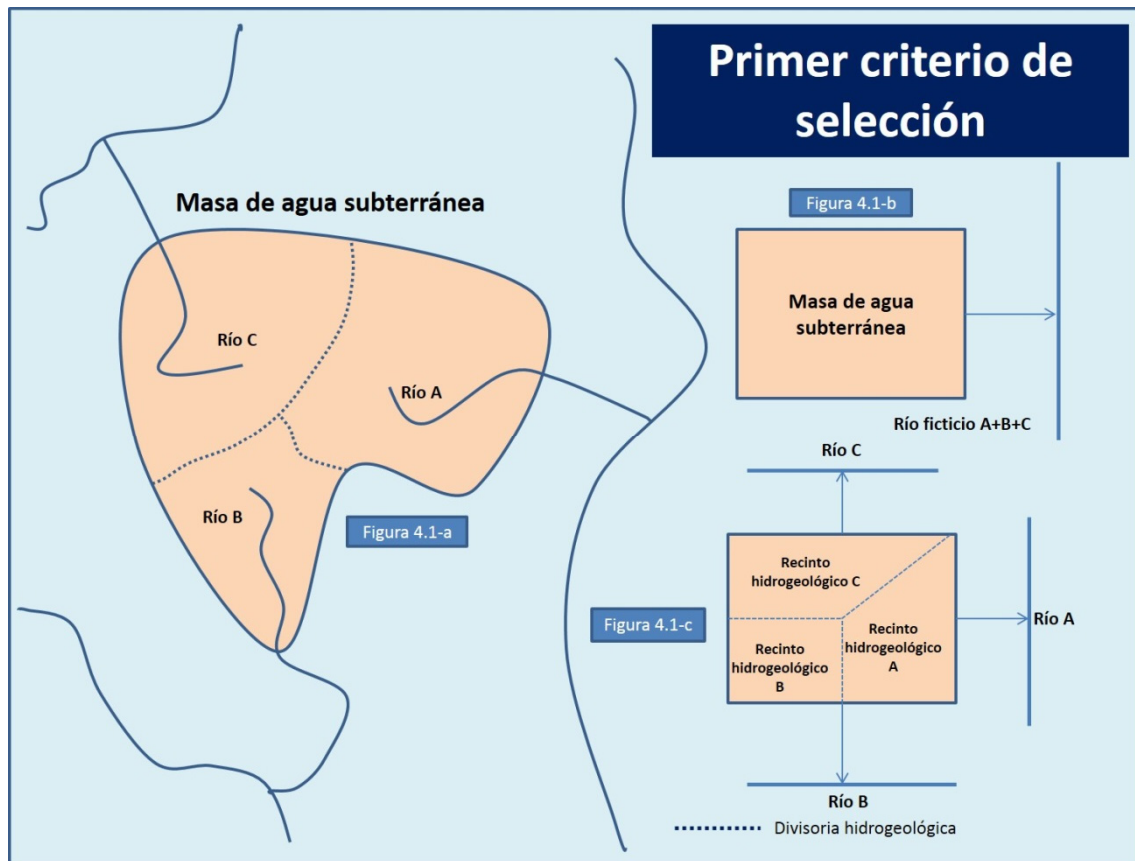 Primer criterio de
selección
Masa de agua subterránea
Río C
Río A
Río B
Figura 4.1-a
Figura 4.1-b
Masa de agua
subterránea
Río ficticio A+B+C
Río C
Figura 4.1-c
Recinto
hidrogeológico C
Recinto
hidrogeológico
A
Recinto
hidrogeológico
B
Río A
Río B
Divisoria hidrogeológica